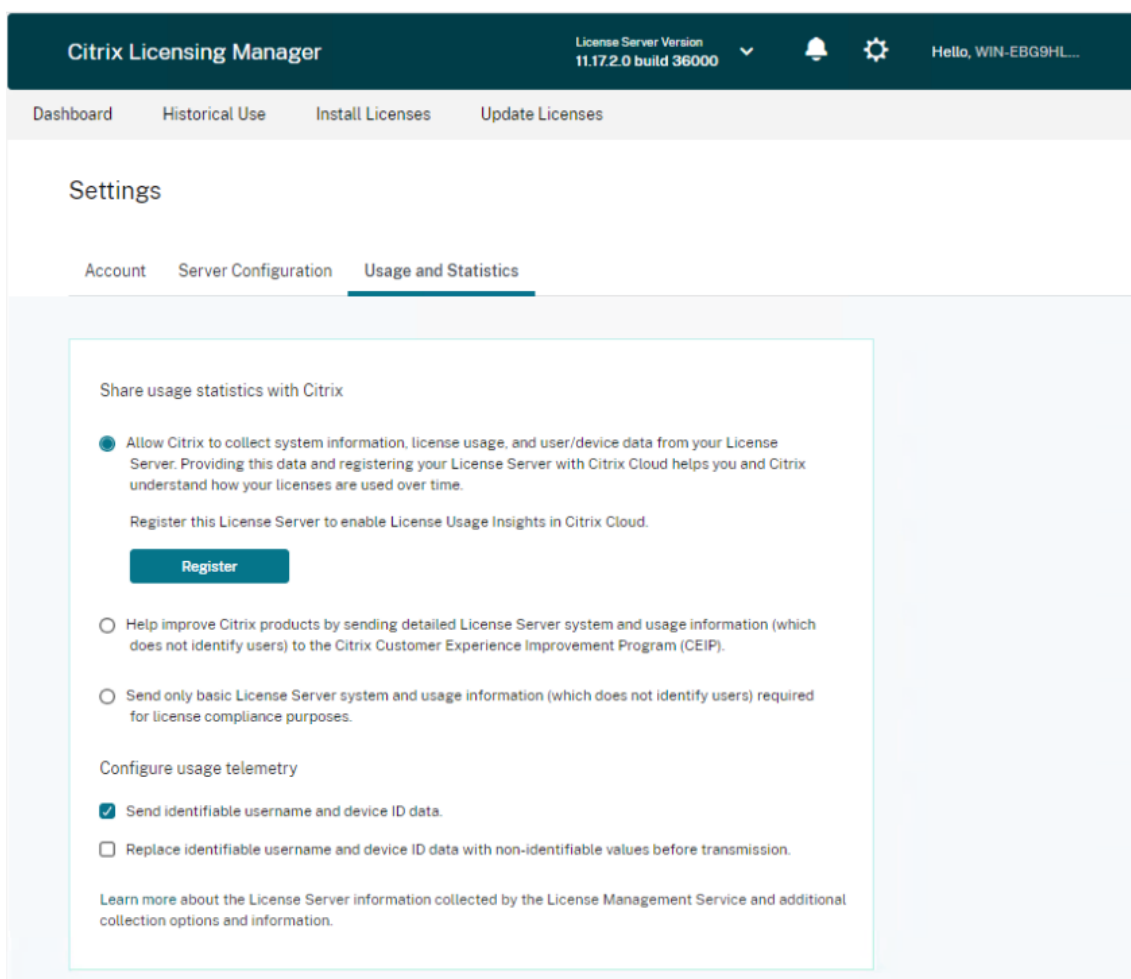 Citrix Licensing Manager
License Server Version
11.17.2.0 build 36000
Hello, WIN-EBG9HL...
Dashboard Historical Use Install Licenses Update Licenses
Settings
Account Server Configuration Usage and Statistics
Share usage statistics with Citrix
Allow Citrix to collect system information, license usage, and user/device data from your License
Server. Providing this data and registering your License Server with Citrix Cloud helps you and Citrix
understand how your licenses are used over time.
Register this License Server to enable License Usage Insights in Citrix Cloud.
Register
Help improve Citrix products by sending detailed License Server system and usage information (which
does not identify users) to the Citrix Customer Experience Improvement Program (CEIP).
Send only basic License Server system and usage information (which does not identify users) required
for license compliance purposes.
Configure usage telemetry
Send identifiable username and device ID data.
Replace identifiable username and device ID data with non-identifiable values before transmission.
Learn more about the License Server information collected by the License Management Service and additional
collection options and information.